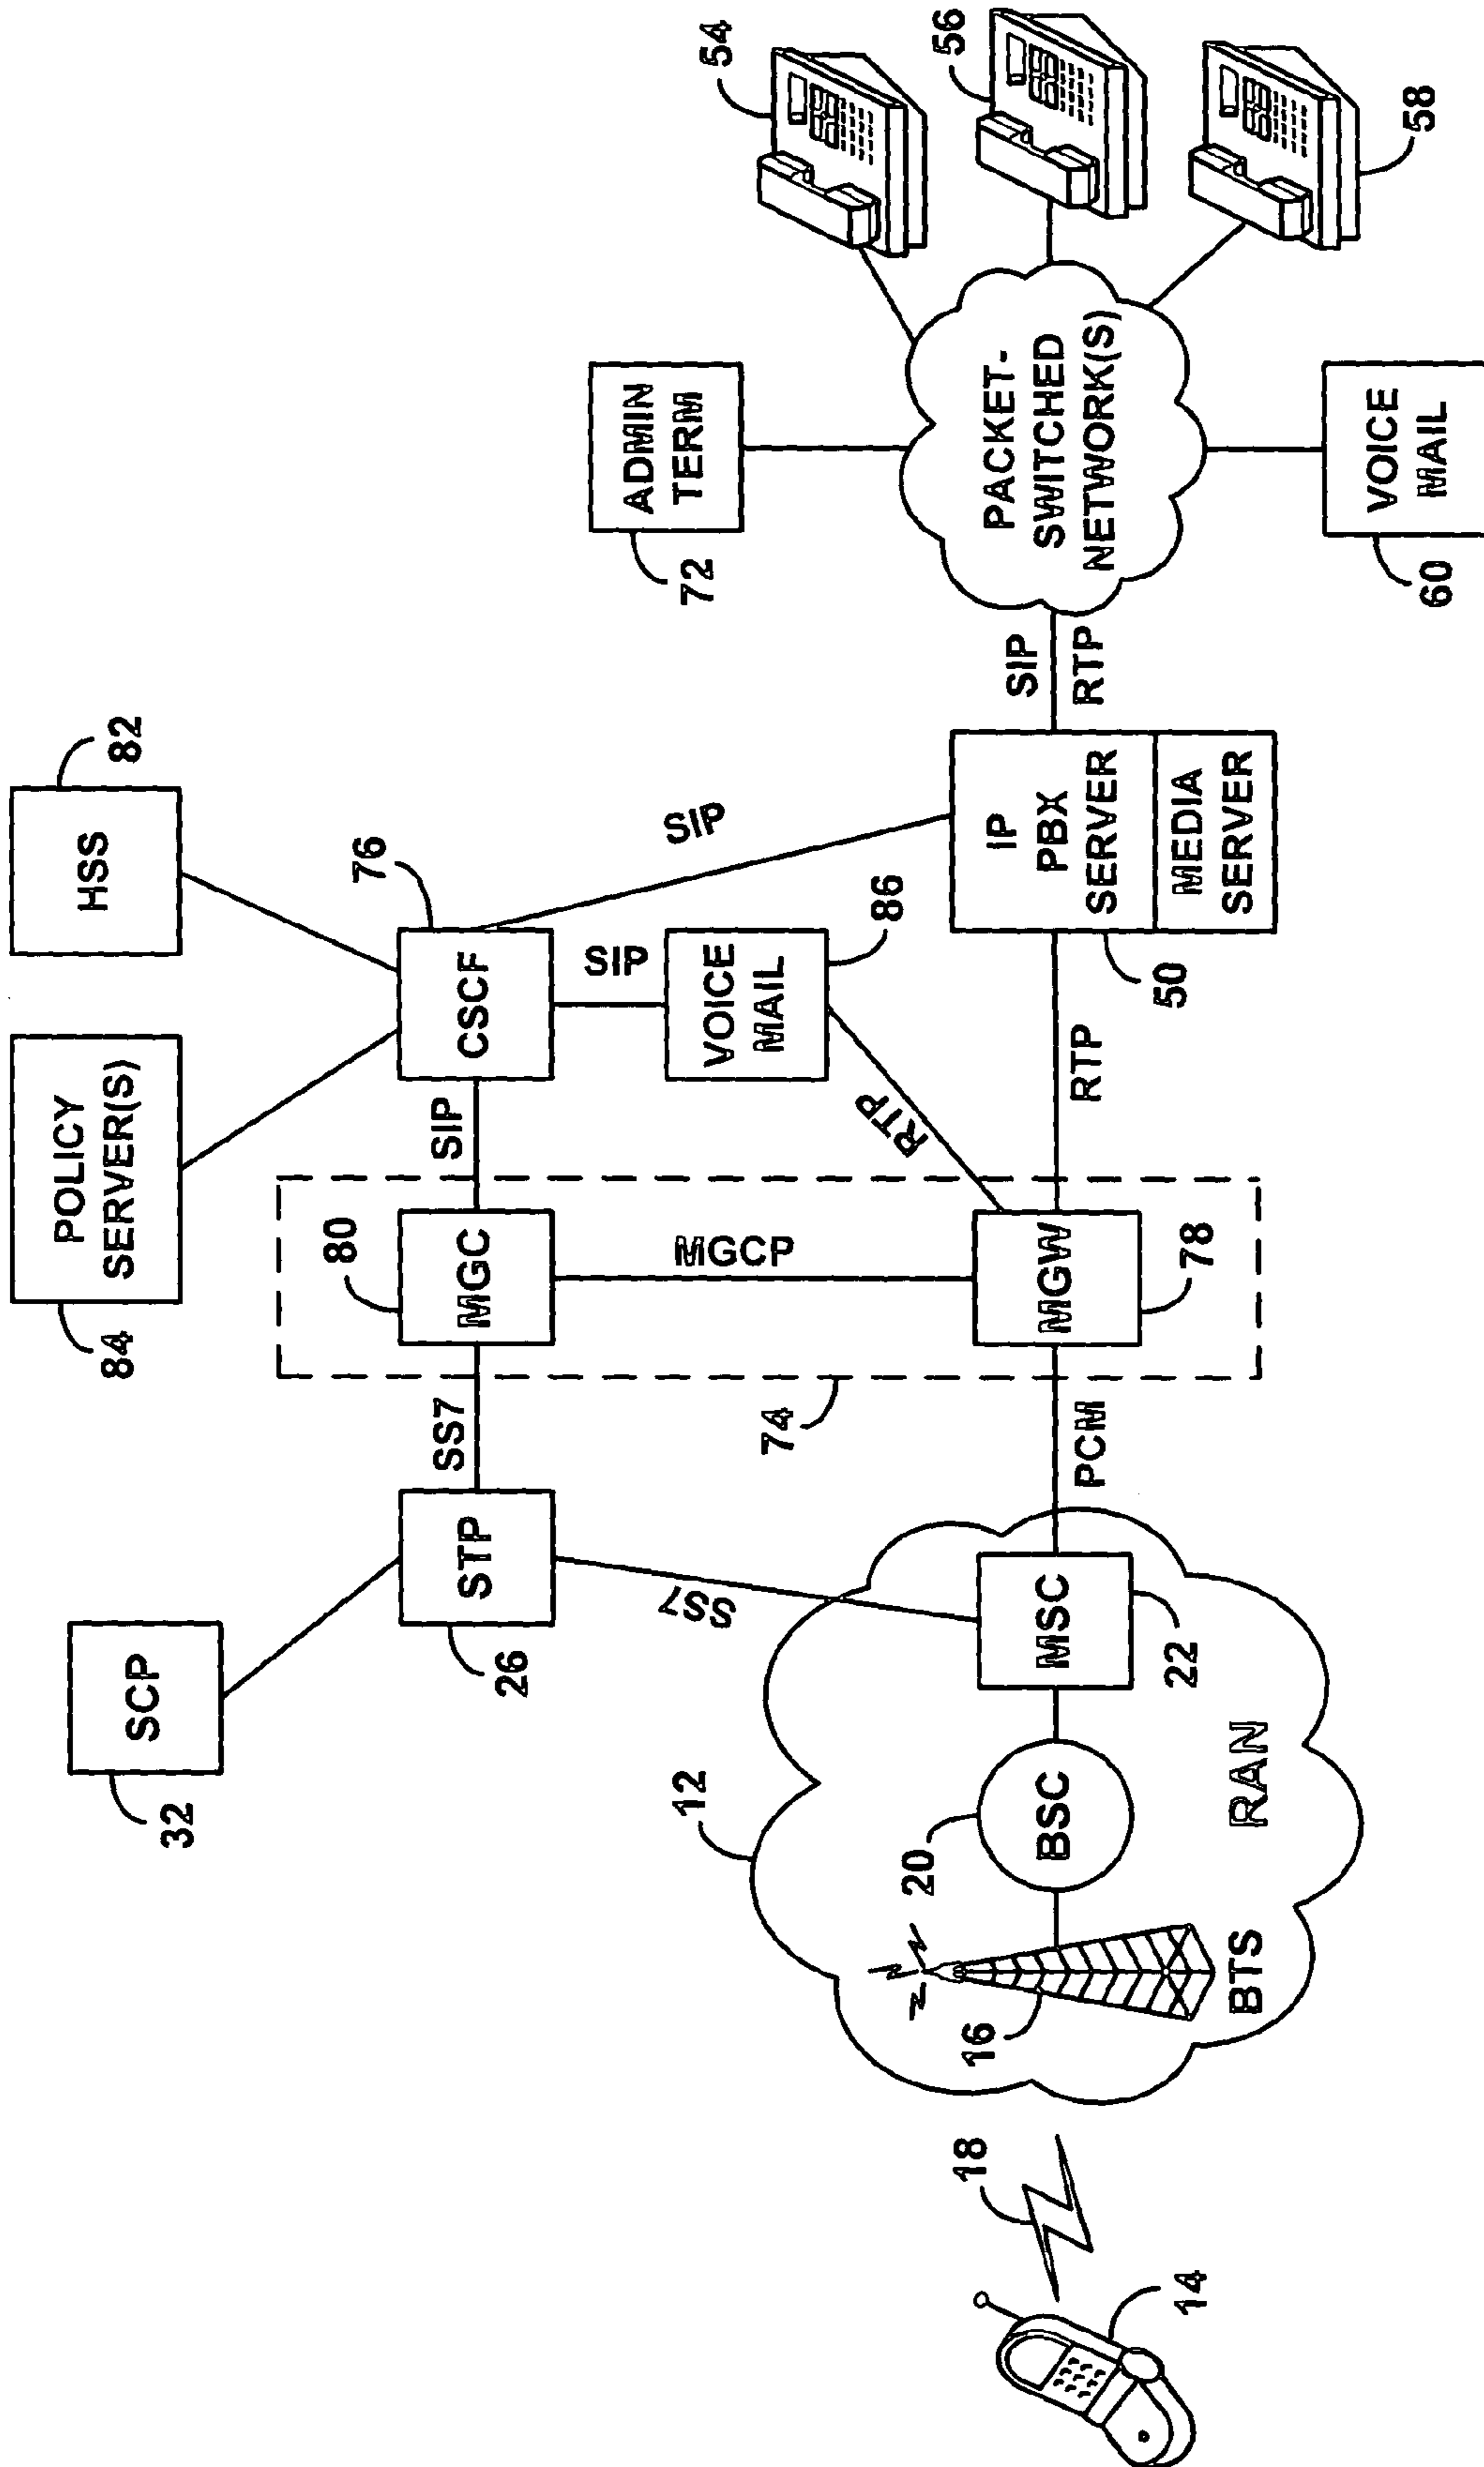 SCP
32
POLICY
SERVER(S)
84
HSS
82
STP
26
SS7
80
MGC
SIP
CSCF
76
SS7
MGCP
SIP
SIP
VOICE
MAIL
86
RTP
74
ADMIN
TERM
72
54
56
58
12
14
18
16
BTS
20
BSC
MSC
22
RAN
PCM
MGW
78
RTP
IP
PBX
SERVER
MEDIA
SERVER
50
SIP
RTP
PACKET-
SWITCHED
NETWORK(S)
VOICE
MAIL
60